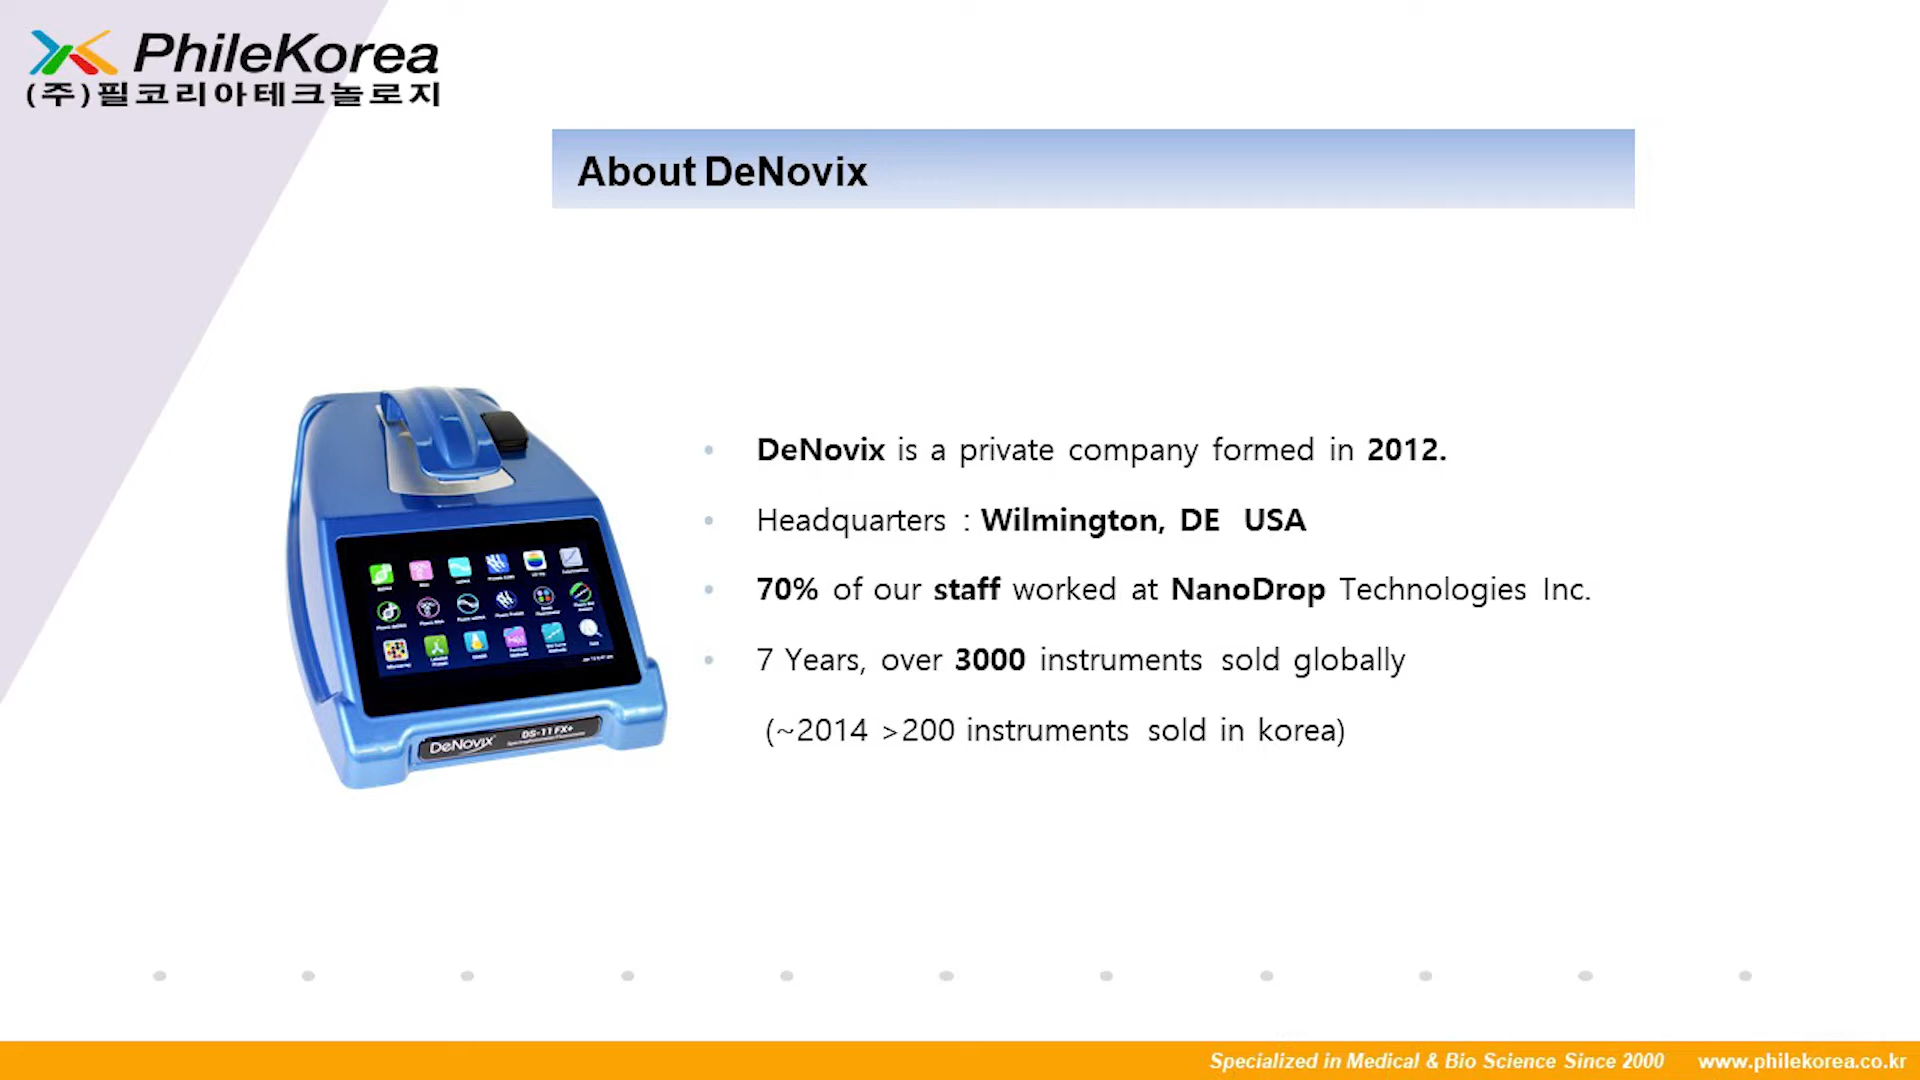 PhileKorea
(주)필코리아테크놀로지
About DeNovix
• DeNovix is a private company formed in 2012.
• Headquarters : Wilmington, DE USA
• 70% of our staff worked at NanoDrop Technologies Inc.
• 7 Years, over 3000 instruments sold globally
(~2014 >200 instruments sold in korea)
DeNovix DS-11 FX+
Specialized in Medical & Bio Science Since 2000 www.philekorea.co.kr